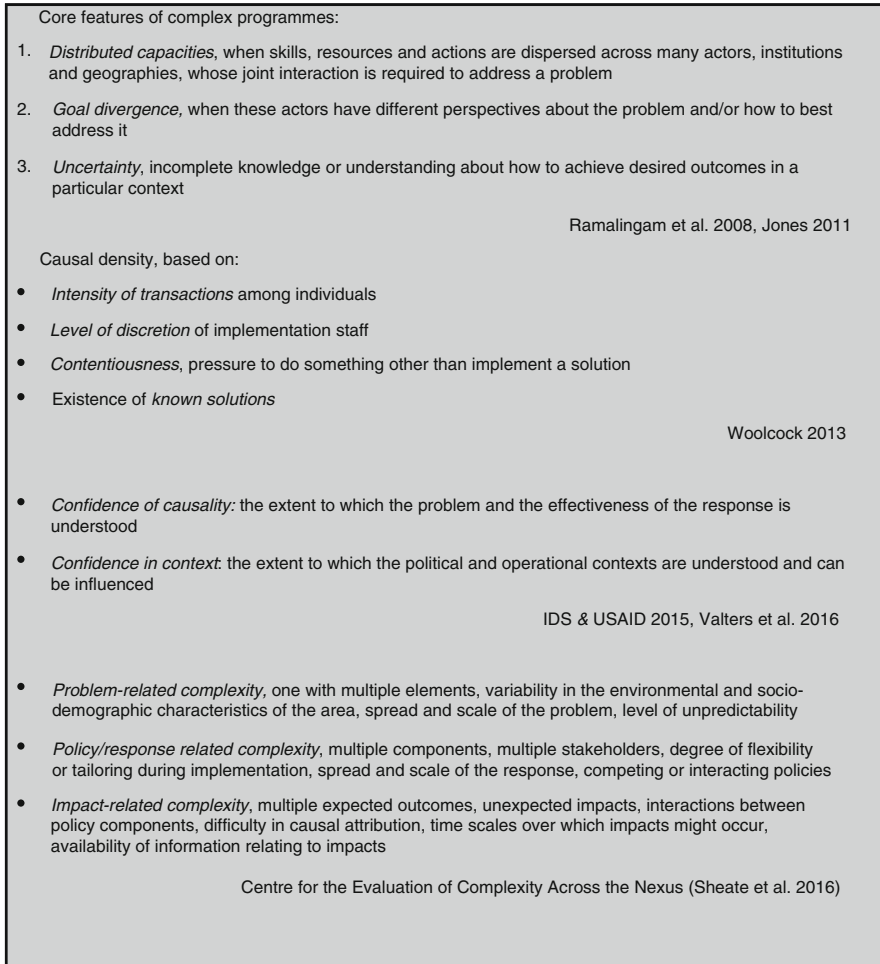 Core features of complex programmes:
1. Distributed capacities, when skills, resources and actions are dispersed across many actors, institutions
and geographies, whose joint interaction is required to address a problem
2. Goal divergence, when these actors have different perspectives about the problem and/or how to best
address it
3. Uncertainty, incomplete knowledge or understanding about how to achieve desired outcomes in a
particular context
Ramalingam et al. 2008, Jones 2011
Causal density, based on:
• Intensity of transactions among individuals
• Level of discretion of implementation staff
• Contentiousness, pressure to do something other than implement a solution
• Existence of known solutions
Woolcock 2013
• Confidence of causality: the extent to which the problem and the effectiveness of the response is
understood
• Confidence in context: the extent to which the political and operational contexts are understood and can
be influenced
IDS & USAID 2015, Valters et al. 2016
• Problem-related complexity, one with multiple elements, variability in the environmental and socio-
demographic characteristics of the area, spread and scale of the problem, level of unpredictability
• Policy/response related complexity, multiple components, multiple stakeholders, degree of flexibility
or tailoring during implementation, spread and scale of the response, competing or interacting policies
• Impact-related complexity, multiple expected outcomes, unexpected impacts, interactions between
policy components, difficulty in causal attribution, time scales over which impacts might occur,
availability of information relating to impacts
Centre for the Evaluation of Complexity Across the Nexus (Sheate et al. 2016)